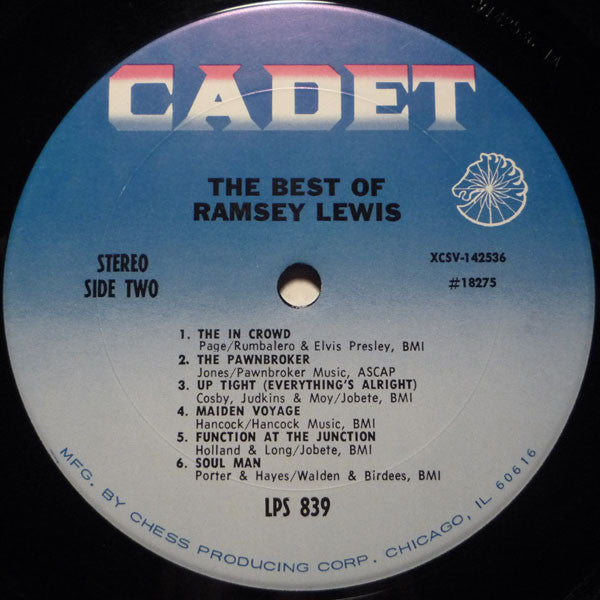 CADET
THE BEST OF
RAMSEY LEWIS
STEREO
SIDE TWO
XCSV-142536
#18275
1. THE IN CROWD
Page/Rumbalero & Elvis Presley, BMI
2. THE PAWNBROKER
Jones/Pawnbroker Music, ASCAP
3. UP TIGHT (EVERYTHING'S ALRIGHT)
Cosby, Judkins & Moy/Jobete, BMI
4. MAIDEN VOYAGE
Hancock/Hancock Music, BMI
5. FUNCTION AT THE JUNCTION
Holland & Long/Jobete, BMI
6. SOUL MAN
Porter & Hayes/Walden & Birdees, BMI
LPS 839
MFG. BY CHESS PRODUCING CORP. CHICAGO, IL 60616